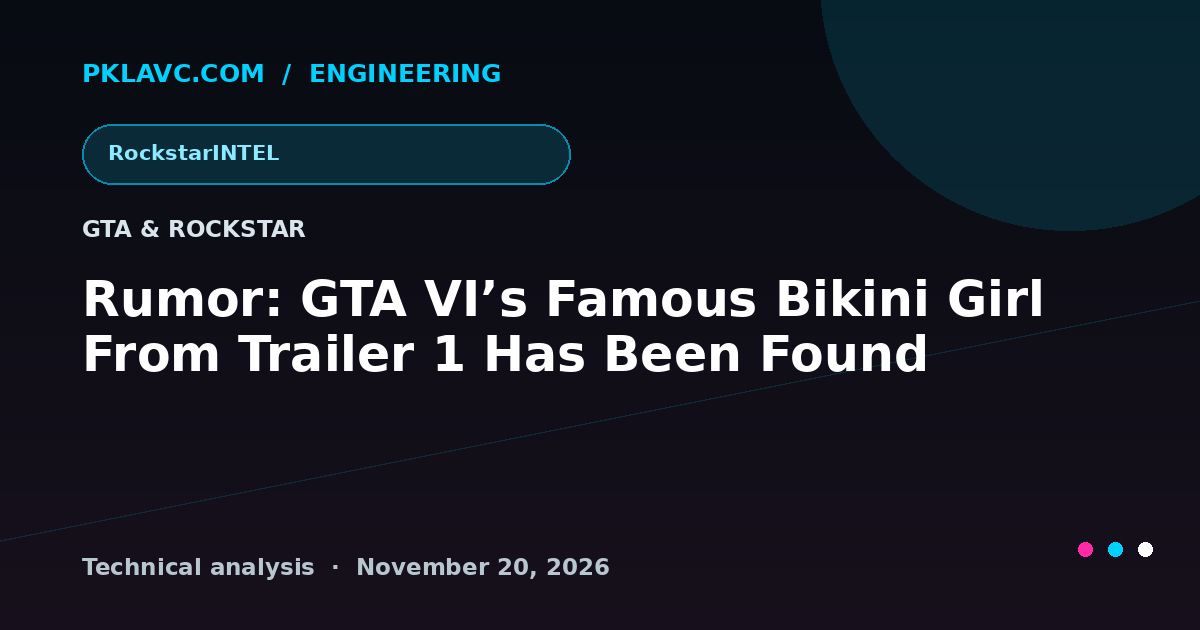 PKLAVC.COM / ENGINEERING
RockstarINTEL
GTA & ROCKSTAR
Rumor: GTA VI’s Famous Bikini Girl
From Trailer 1 Has Been Found
Technical analysis · November 20, 2026